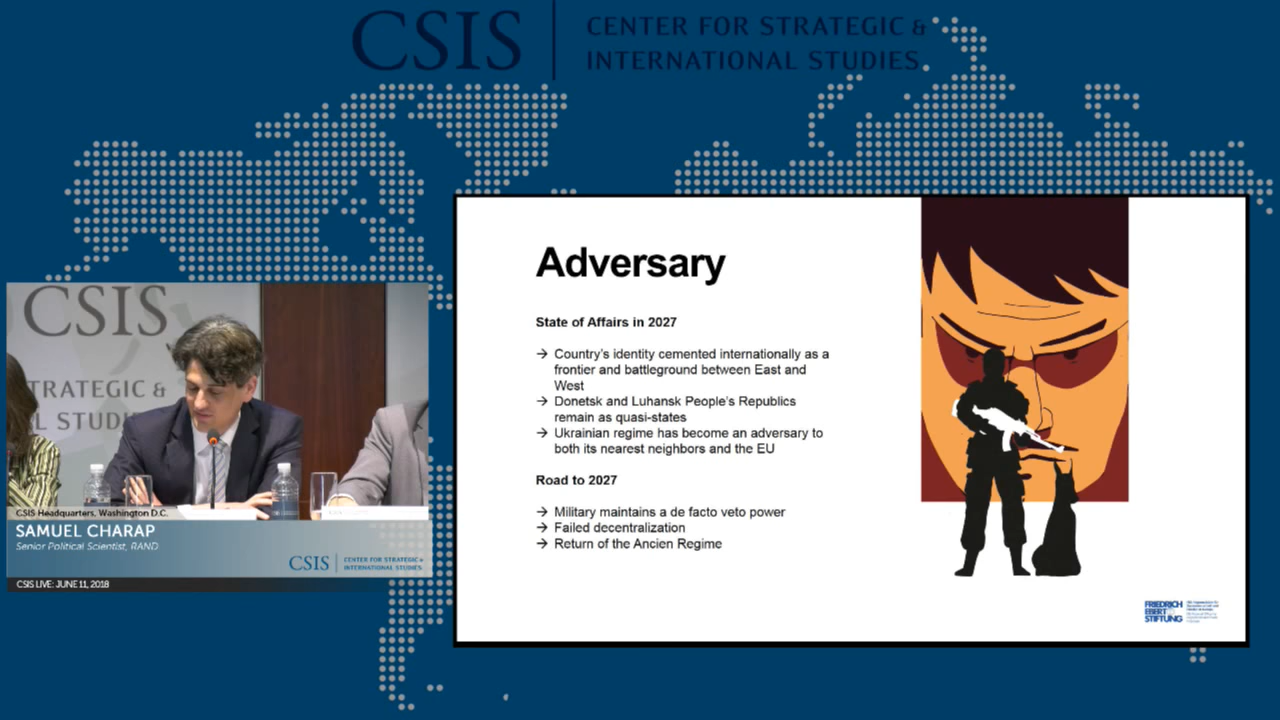 CSIS
CENTER FOR STRATEGIC &
INTERNATIONAL STUDIES
CSIS
TRATEGIC &
L STUD
CSIS Headquarters, Washington D.C.
SAMUEL CHARAP
Senior Political Scientist, RAND
CSIS
CENTER FOR STRATEGIC &
INTERNATIONAL STUDIES
CSIS LIVE: JUNE 11, 2018
Adversary
State of Affairs in 2027
→ Country's identity cemented internationally as a
frontier and battleground between East and
West
→ Donetsk and Luhansk People's Republics
remain as quasi-states
→ Ukrainian regime has become an adversary to
both its nearest neighbors and the EU
Road to 2027
→ Military maintains a de facto veto power
→ Failed decentralization
→ Return of the Ancien Regime
FRIEDRICH
EBERT
STIFTUNG